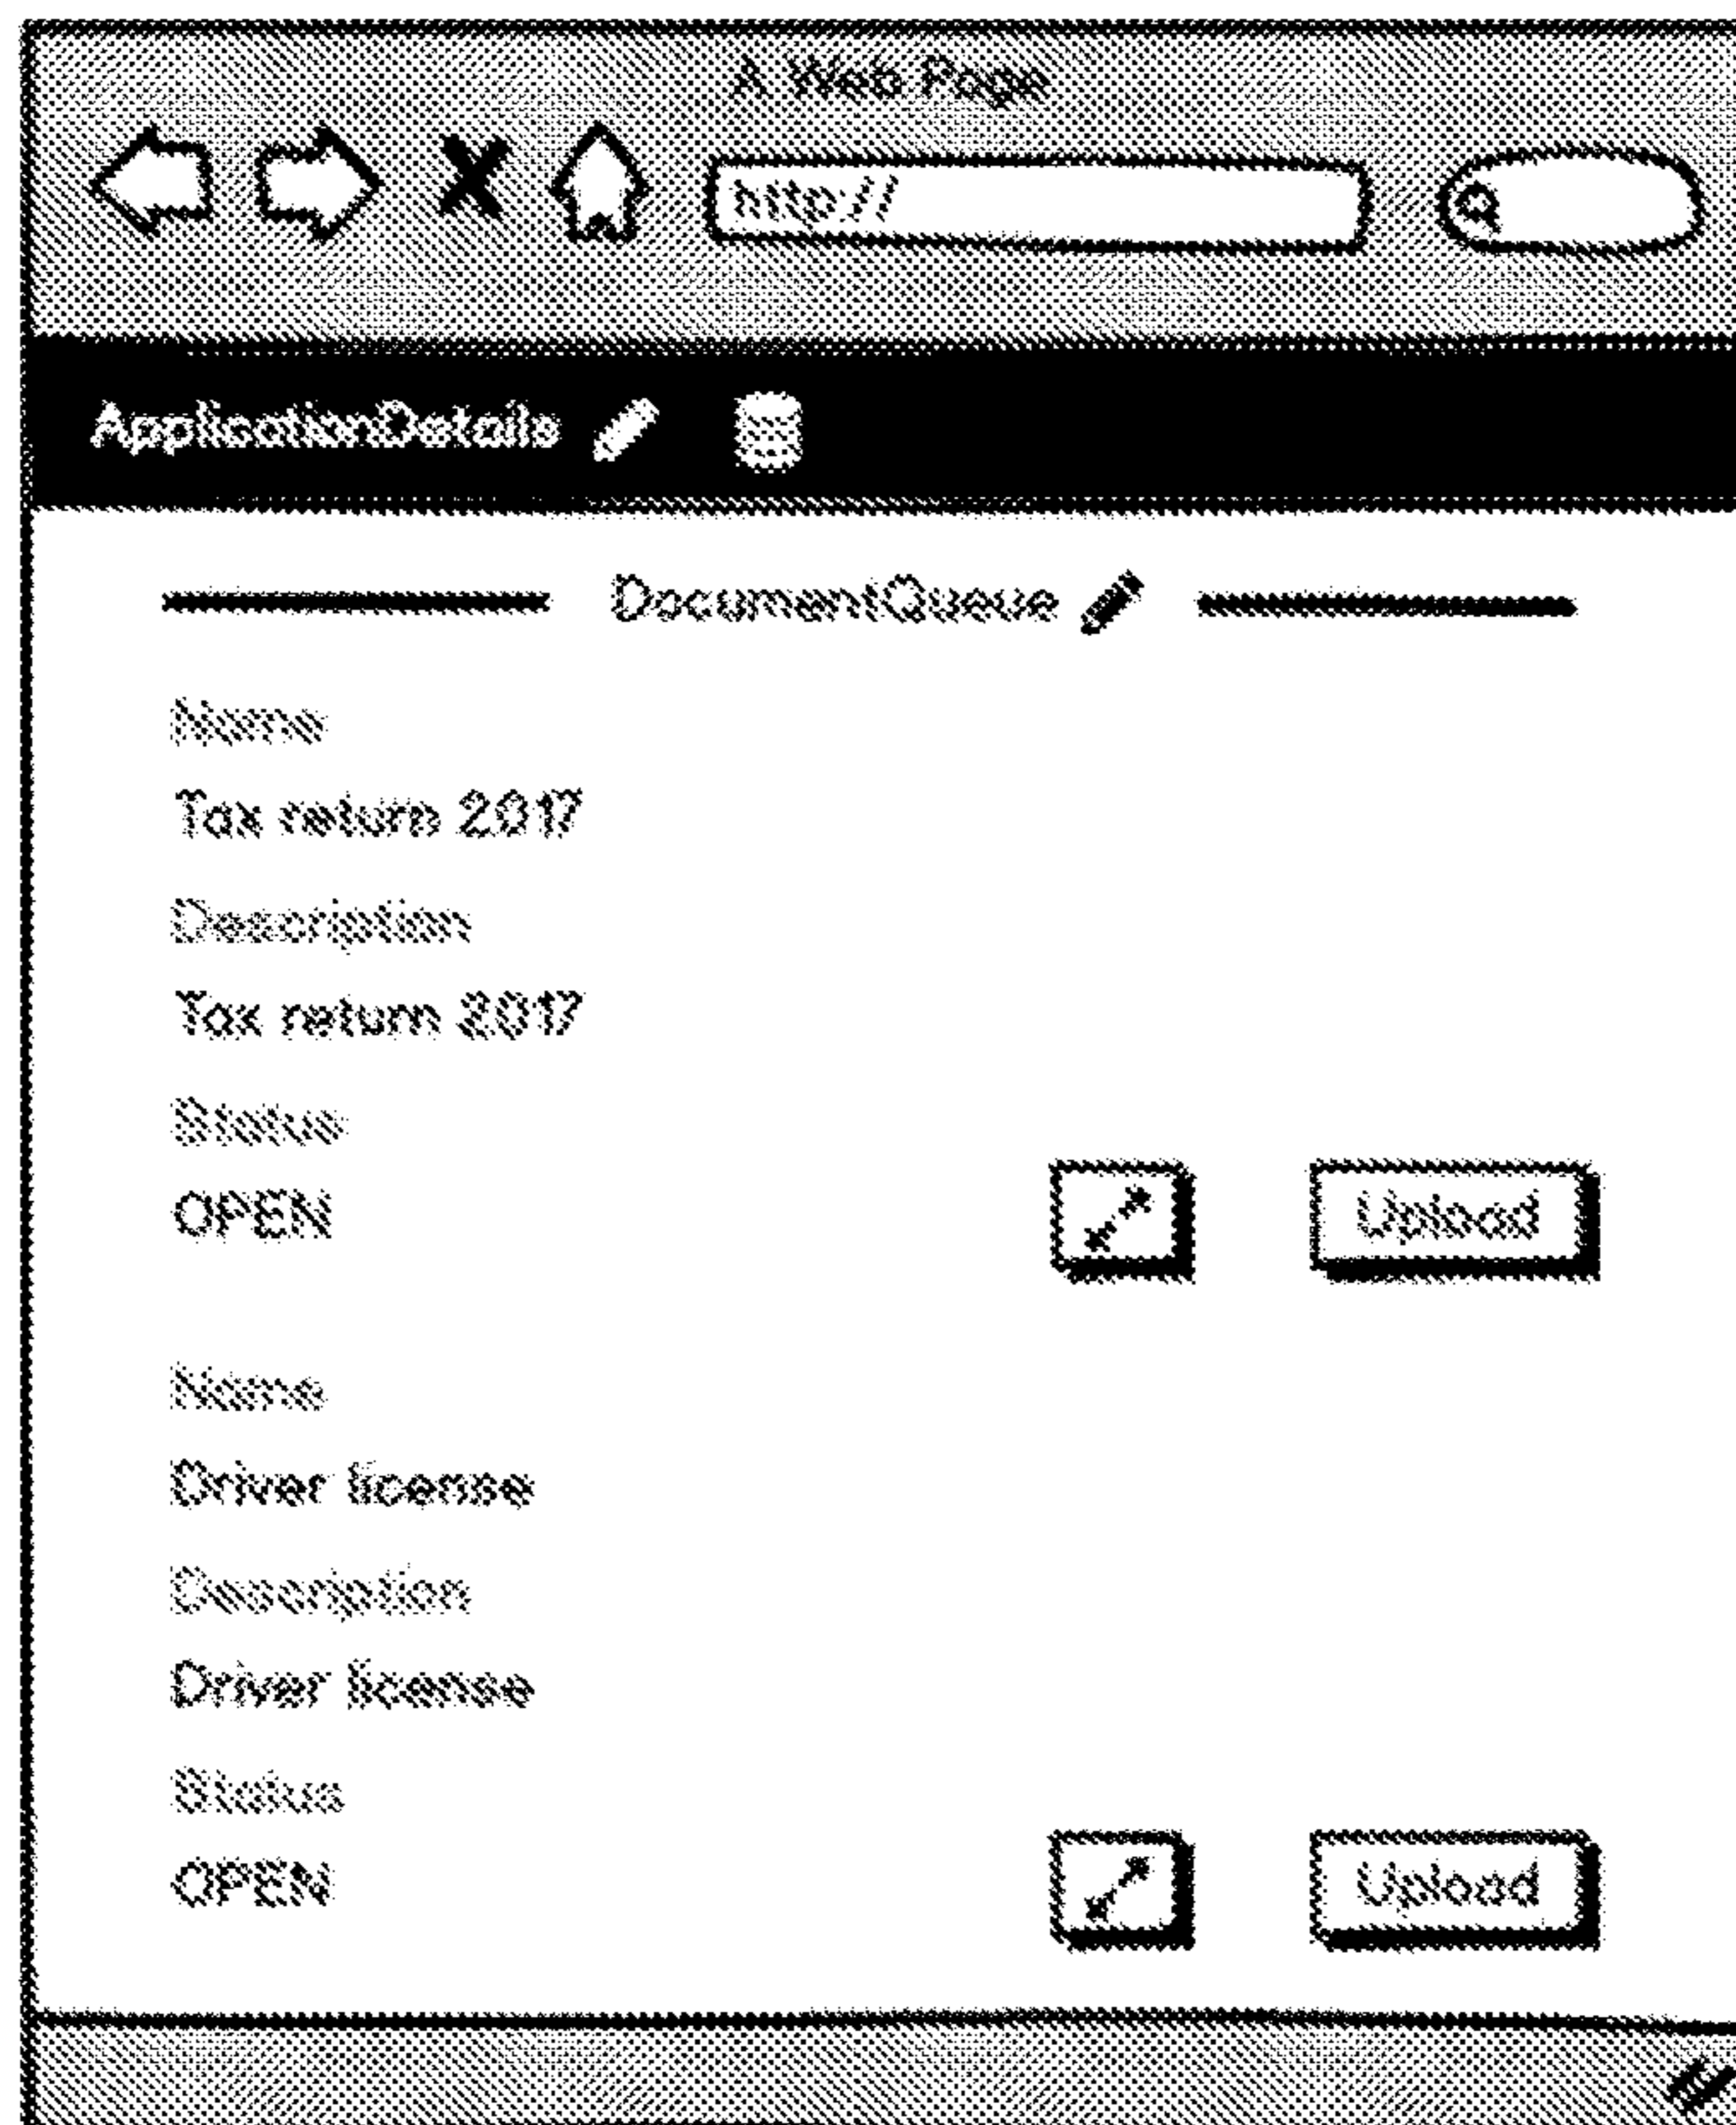 A Web Page
http://
ApplicationDetails
DocumentQueue
Name
Tax return 2017
Description
Tax return 2017
Status
OPEN
Upload
Name
Driver license
Description
Driver license
Status
OPEN
Upload